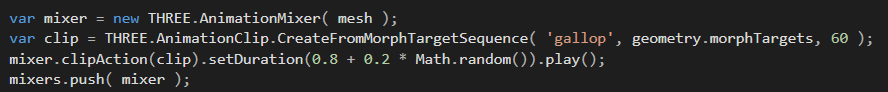 var mixer = new THREE.AnimationMixer( mesh );
var clip = THREE.AnimationClip.CreateFromMorphTargetSequence( 'gallop', geometry.morphTargets, 60 );
mixer.clipAction(clip).setDuration(0.8 + 0.2 * Math.random()).play();
mixers.push( mixer );